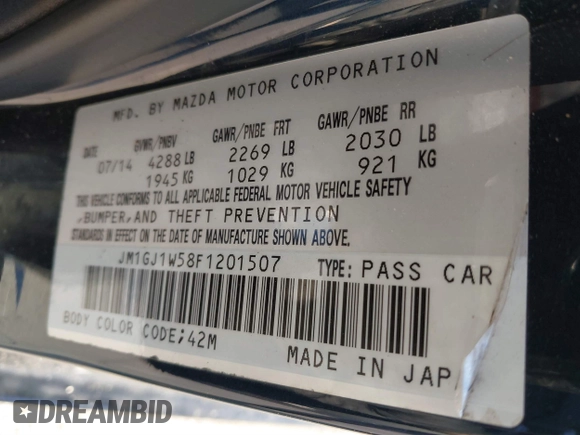 MFD. BY MAZDA MOTOR CORPORATION
DATE GVWR/PNBV GAWR/PNBE FRT GAWR/PNBE RR
07/14 4288 LB 2269 LB 2030 LB
1945 KG 1029 KG 921 KG
THIS VEHICLE CONFORMS TO ALL APPLICABLE FEDERAL MOTOR VEHICLE SAFETY
,BUMPER, AND THEFT PREVENTION
STANDARDS IN EFFECT ON THE DATE OF MANUFACTURE SHOWN ABOVE.
JM1GJ1W58F1201507 TYPE: PASS CAR
BODY COLOR CODE:42M
MADE IN JAP
DREAMBID